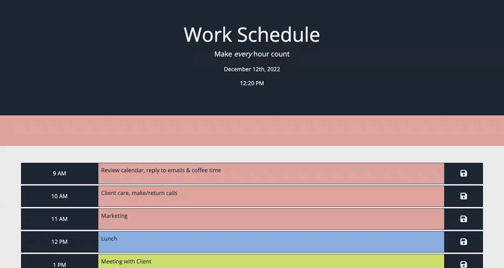 Work Schedule
Make every hour count
December 12th, 2022
12:20 PM
9 AM
Review calendar, reply to emails & coffee time
10 AM
Client care, make/return calls
11 AM
Marketing
12 PM
Lunch
1 PM
Meeting with Client